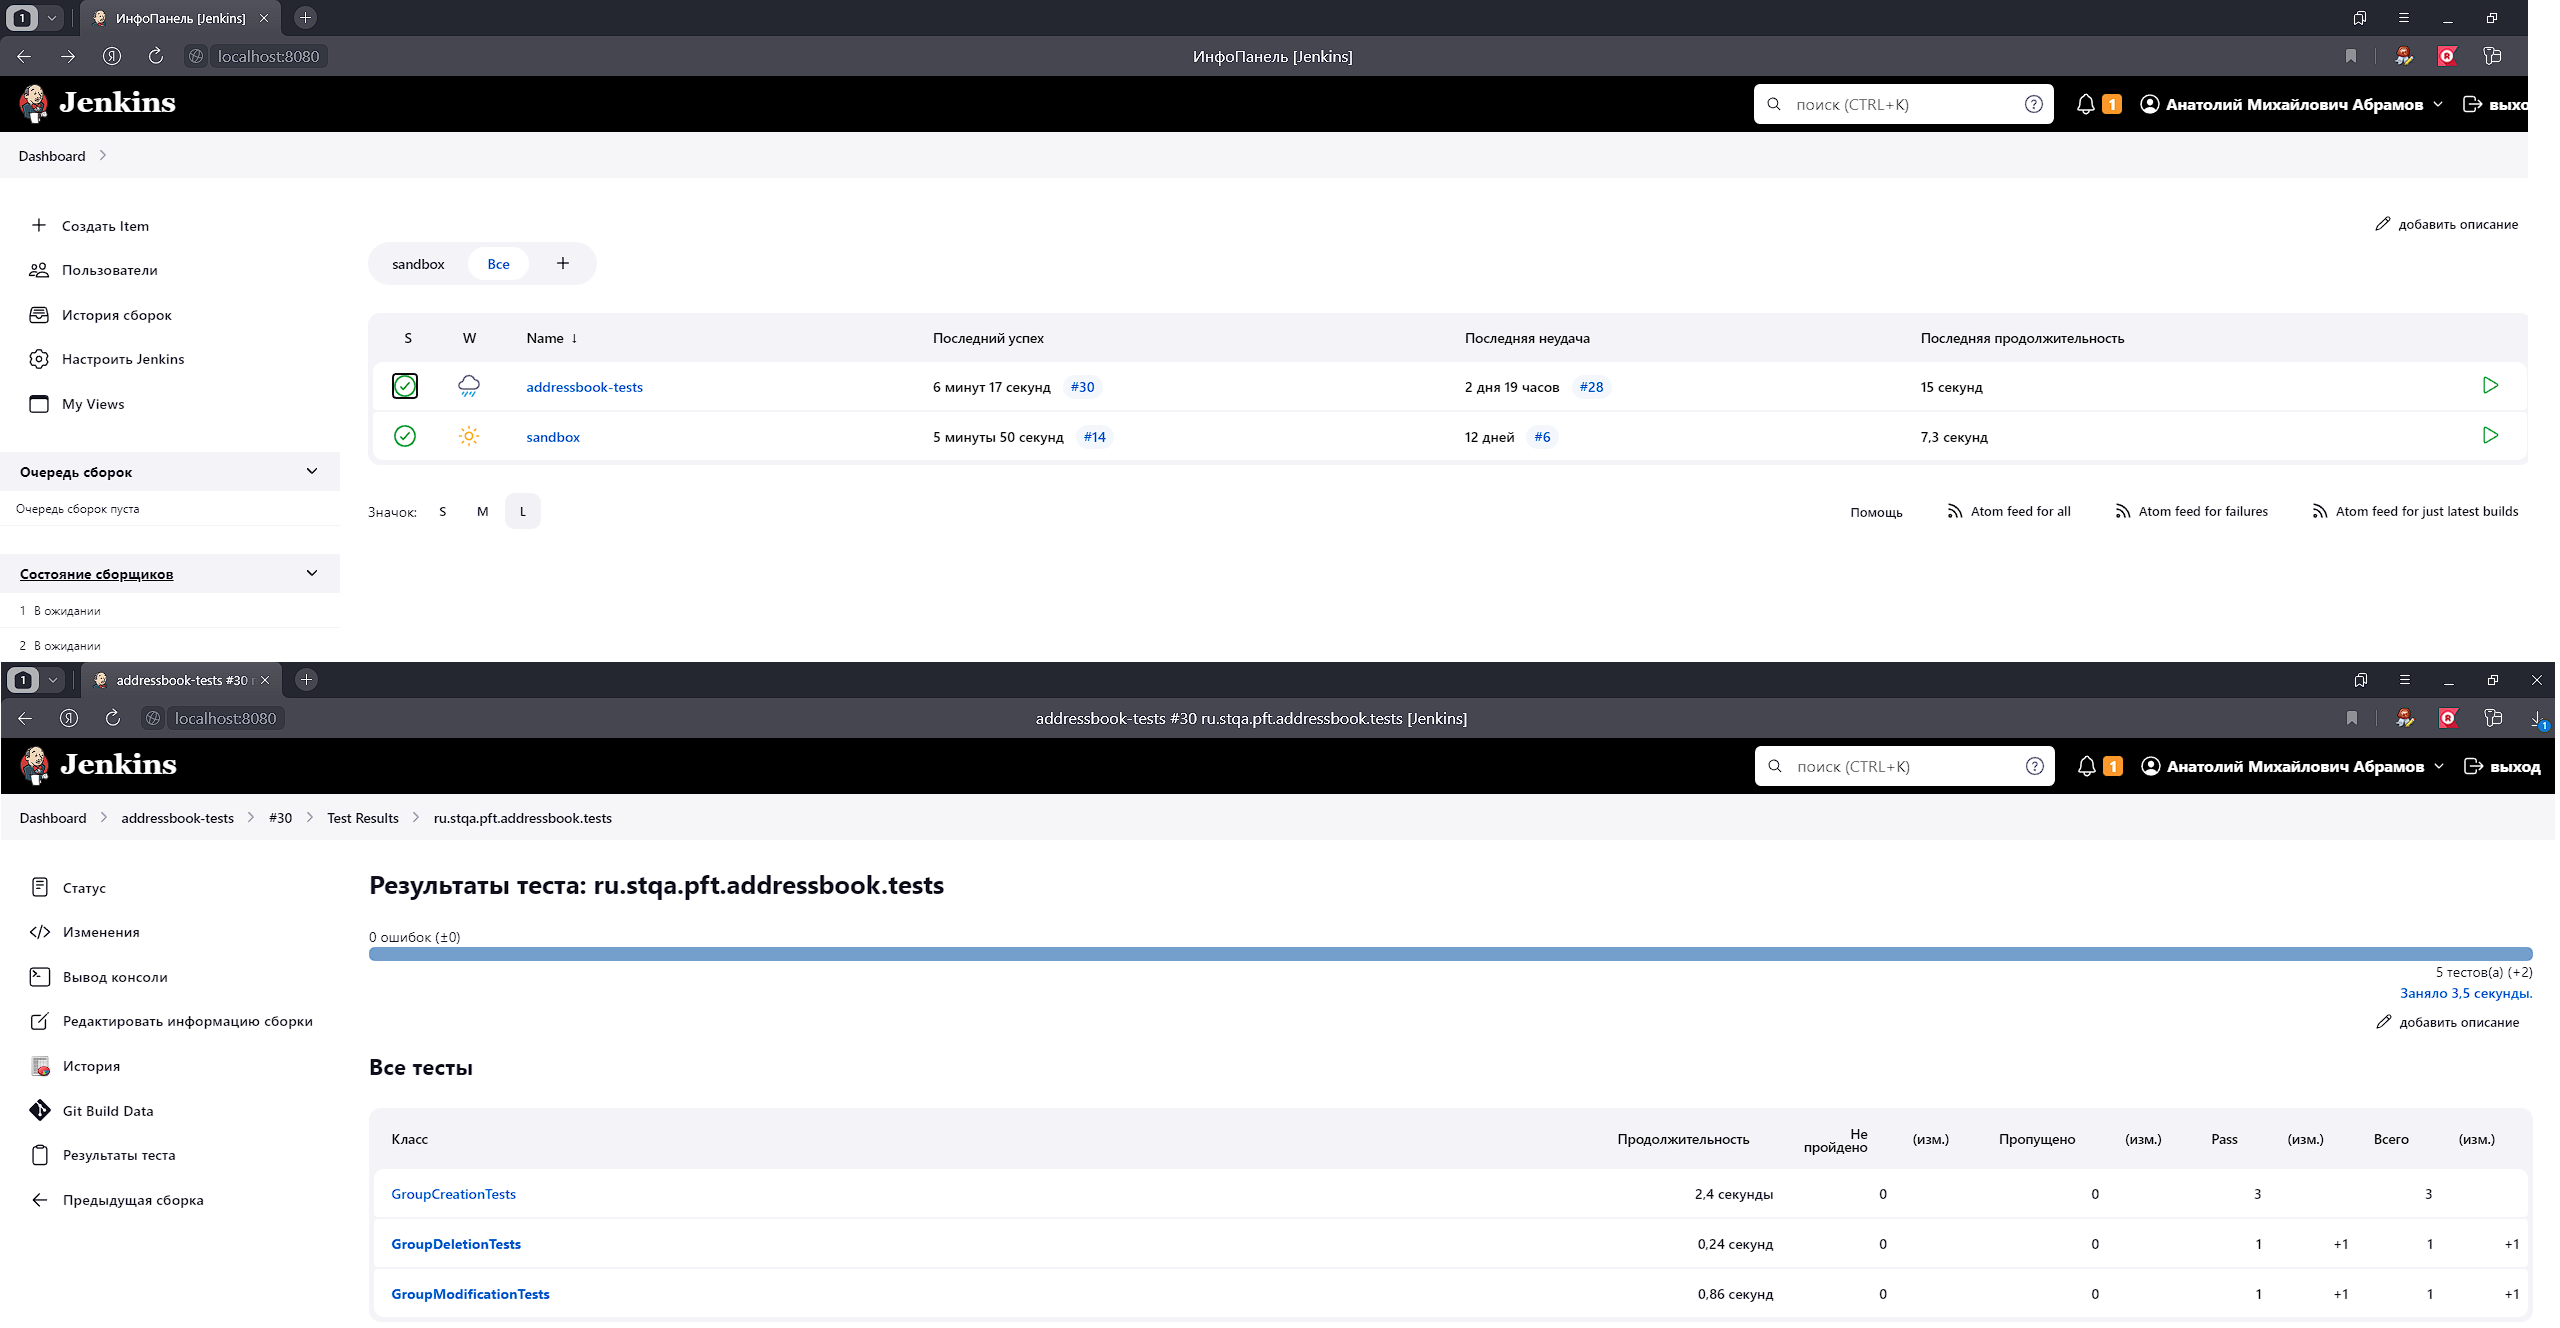 1
ИнфоПанель [Jenkins]
localhost:8080
ИнфоПанель [Jenkins]
Jenkins
поиск (CTRL+K)
1
Анатолий Михайлович Абрамов
выхо
Dashboard
Создать Item
добавить описание
Пользователи
sandbox
Все
История сборок
Настроить Jenkins
My Views
S W Name ↓ Последний успех Последняя неудача Последняя продолжительность
addressbook-tests 6 минут 17 секунд #30 2 дня 19 часов #28 15 секунд
sandbox 5 минуты 50 секунд #14 12 дней #6 7,3 секунд
Очередь сборок
Очередь сборок пуста
Значок: S M L
Помощь Atom feed for all Atom feed for failures Atom feed for just latest builds
Состояние сборщиков
1 В ожидании
2 В ожидании
1
addressbook-tests #30
localhost:8080
addressbook-tests #30 ru.stqa.pft.addressbook.tests [Jenkins]
1
Jenkins
поиск (CTRL+K)
1
Анатолий Михайлович Абрамов
выход
Dashboard addressbook-tests #30 Test Results ru.stqa.pft.addressbook.tests
Статус
Изменения
Вывод консоли
Редактировать информацию сборки
История
Git Build Data
Результаты теста
Предыдущая сборка
Результаты теста: ru.stqa.pft.addressbook.tests
0 ошибок (±0)
5 тестов(а) (+2)
Заняло 3,5 секунды.
добавить описание
Все тесты
Класс Продолжительность Не пройдено (изм.) Пропущено (изм.) Pass (изм.) Всего (изм.)
GroupCreationTests 2,4 секунды 0 0 3 3
GroupDeletionTests 0,24 секунд 0 0 1 +1 1 +1
GroupModificationTests 0,86 секунд 0 0 1 +1 1 +1